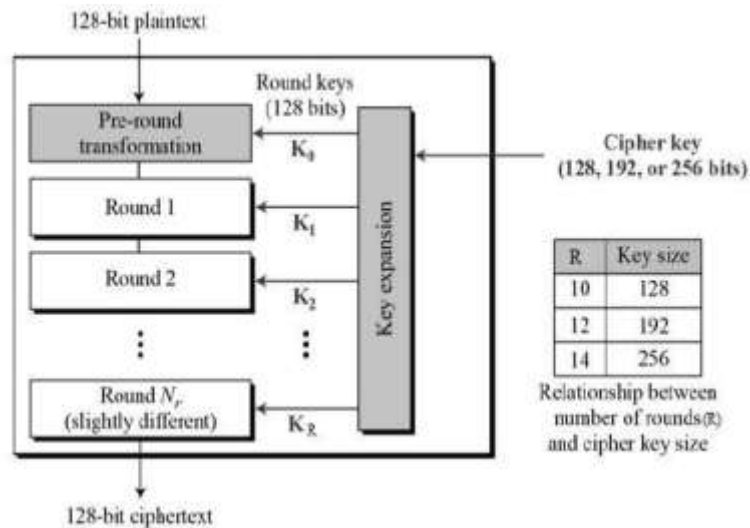 128-bit plaintext
Round keys
(128 bits)
Pre-round
transformation
K0
Cipher key
(128, 192, or 256 bits)
Round 1
K1
Round 2
K2
Key expansion
R Key size
10 128
12 192
14 256
Round Nr
(slightly different)
KR
Relationship between
number of rounds(R)
and cipher key size
128-bit ciphertext